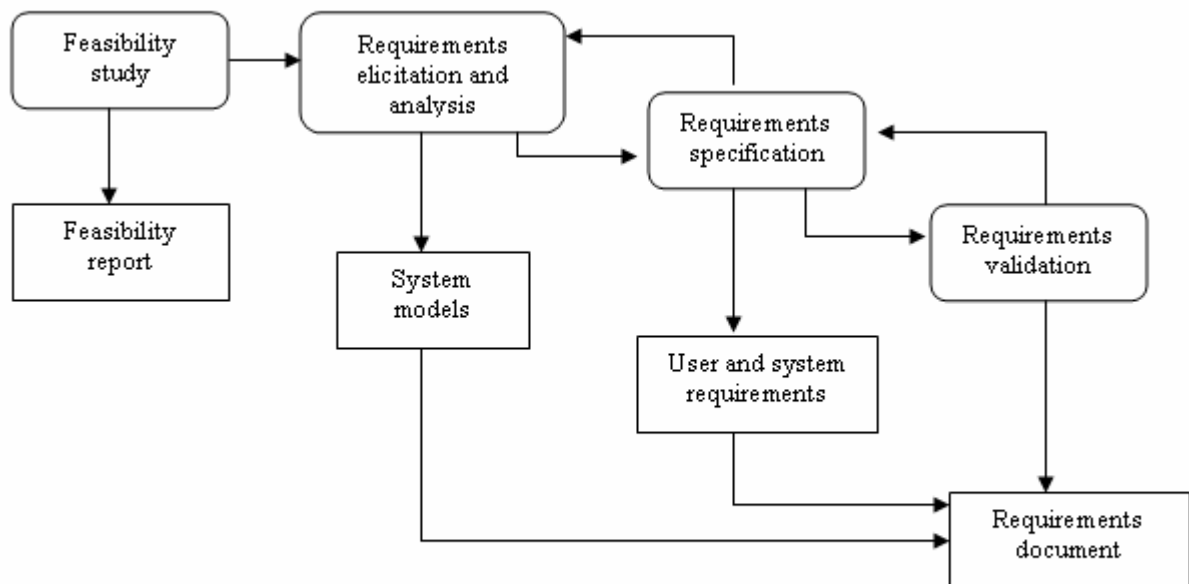 Feasibility
study
Requirements
elicitation and
analysis
Requirements
specification
Requirements
validation
Feasibility
report
System
models
User and system
requirements
Requirements
document